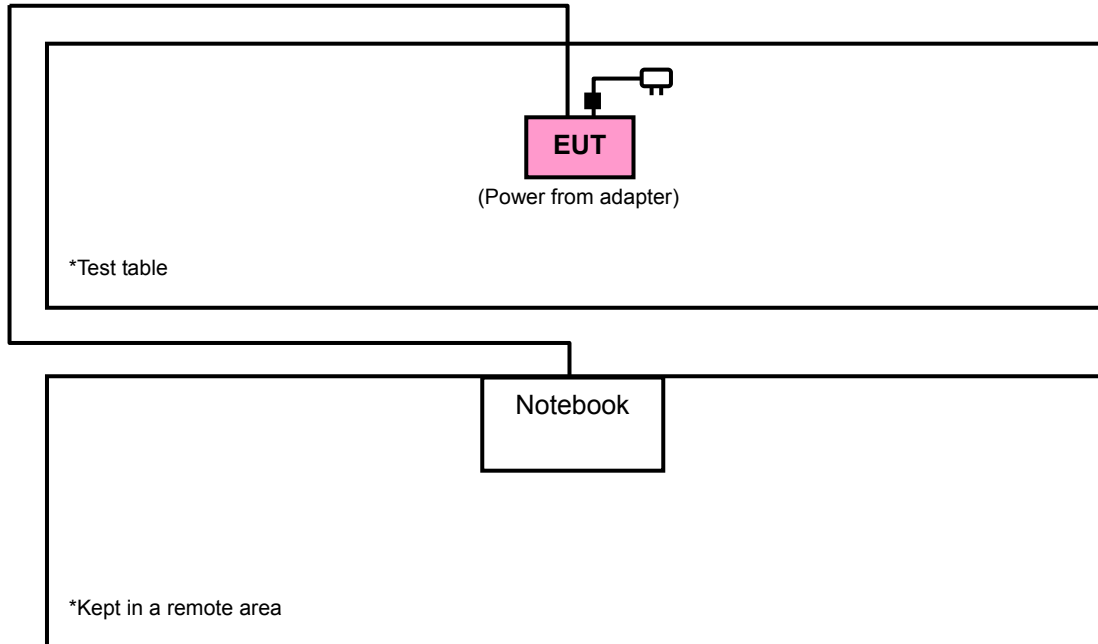 EUT
(Power from adapter)
*Test table
Notebook
*Kept in a remote area